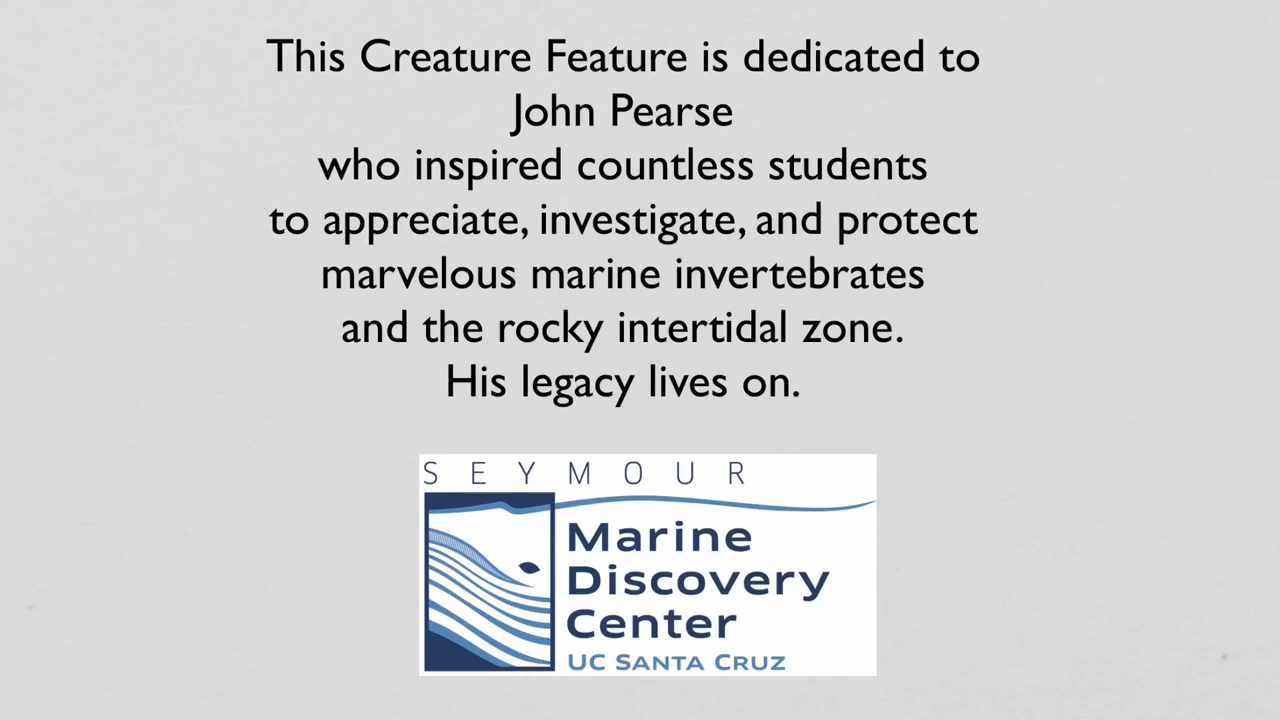 This Creature Feature is dedicated to
John Pearse
who inspired countless students
to appreciate, investigate, and protect
marvelous marine invertebrates
and the rocky intertidal zone.
His legacy lives on.
SEYMOUR
Marine
Discovery
Center
UC SANTA CRUZ